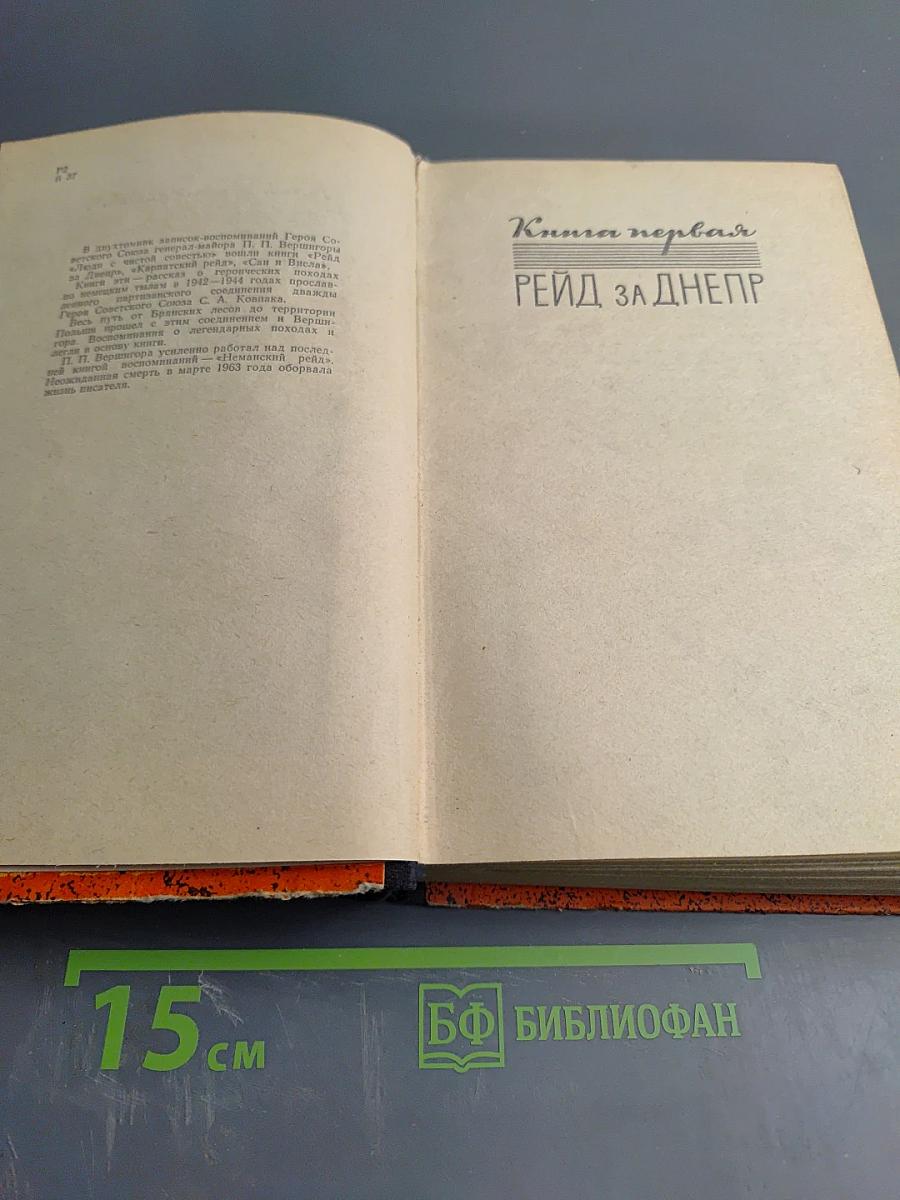 Р2
В 37
В двухтомник записок-воспоминаний Героя Со-
ветского Союза генерал-майора П. П. Вершигоры
«Люди с чистой совестью» вошли книги «Рейд
за Днепр», «Карпатский рейд», «Сан и Висла».
Книги эти — рассказ о героических походах
по немецким тылам в 1942—1944 годах прослав-
ленного партизанского соединения дважды
Героя Советского Союза С. А. Ковпака.
Весь путь от Брянских лесов до территории
Польши прошел с этим соединением и Верши-
гора. Воспоминания о легендарных походах и
легли в основу книги.
П. П. Вершигора усиленно работал над послед-
ней книгой воспоминаний — «Неманский рейд».
Неожиданная смерть в марте 1963 года оборвала
жизнь писателя.
Книга первая
РЕЙД ЗА ДНЕПР
15 см
БФ БИБЛИОФАН